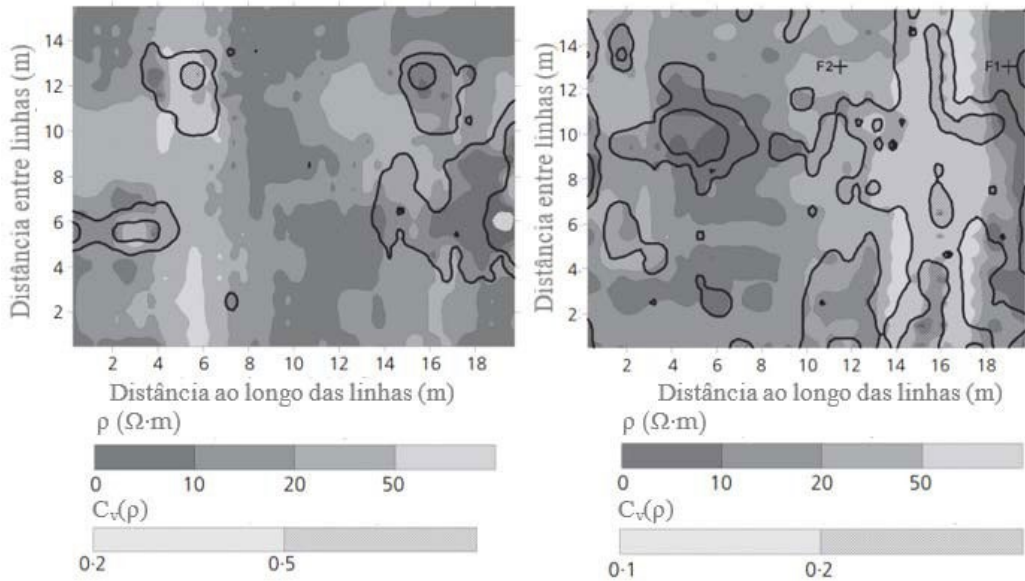 Distância entre linhas (m)
14
12
10
8
6
4
2
2 4 6 8 10 12 14 16 18
Distância ao longo das linhas (m)
ρ (Ω·m)
0 10 20 50
Cᵥ(ρ)
0·2 0·5
Distância entre linhas (m)
14
12
10
8
6
4
2
F2
F1
2 4 6 8 10 12 14 16 18
Distância ao longo das linhas (m)
ρ (Ω·m)
0 10 20 50
Cᵥ(ρ)
0·1 0·2